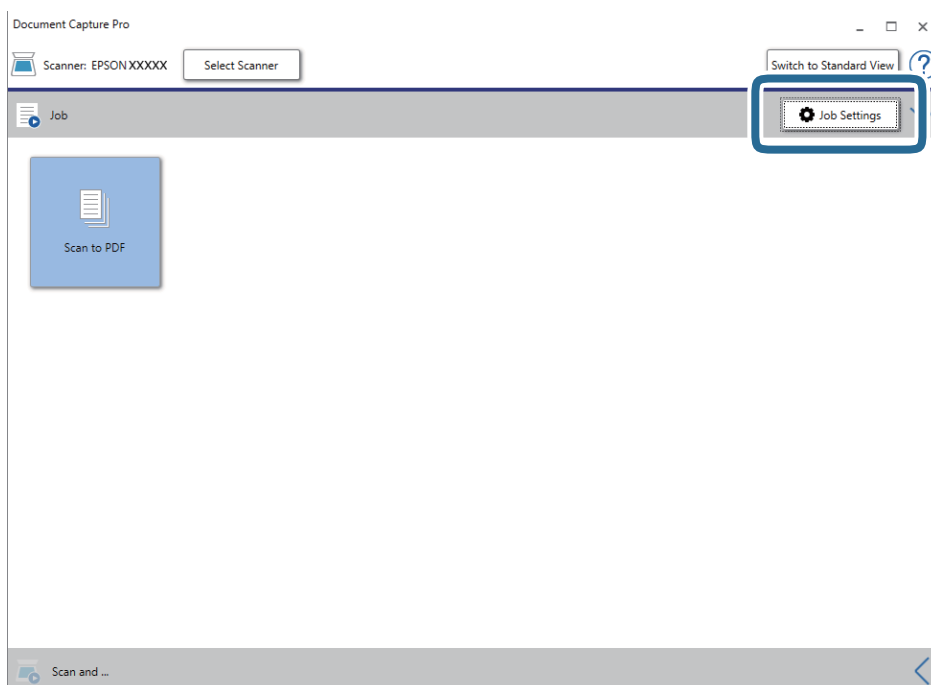 Document Capture Pro
Scanner: EPSON XXXXX Select Scanner Switch to Standard View ?
Job Job Settings
Scan to PDF
Scan and ...